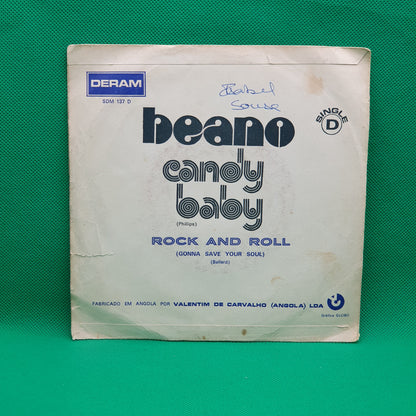 DERAM
SDM 137 D
Isabel
Sousa
beano
SINGLE
D
candy
baby
(Phillips)
ROCK AND ROLL
(GONNA SAVE YOUR SOUL)
(Ballard)
FABRICADO EM ANGOLA POR VALENTIM DE CARVALHO (ANGOLA) LDA